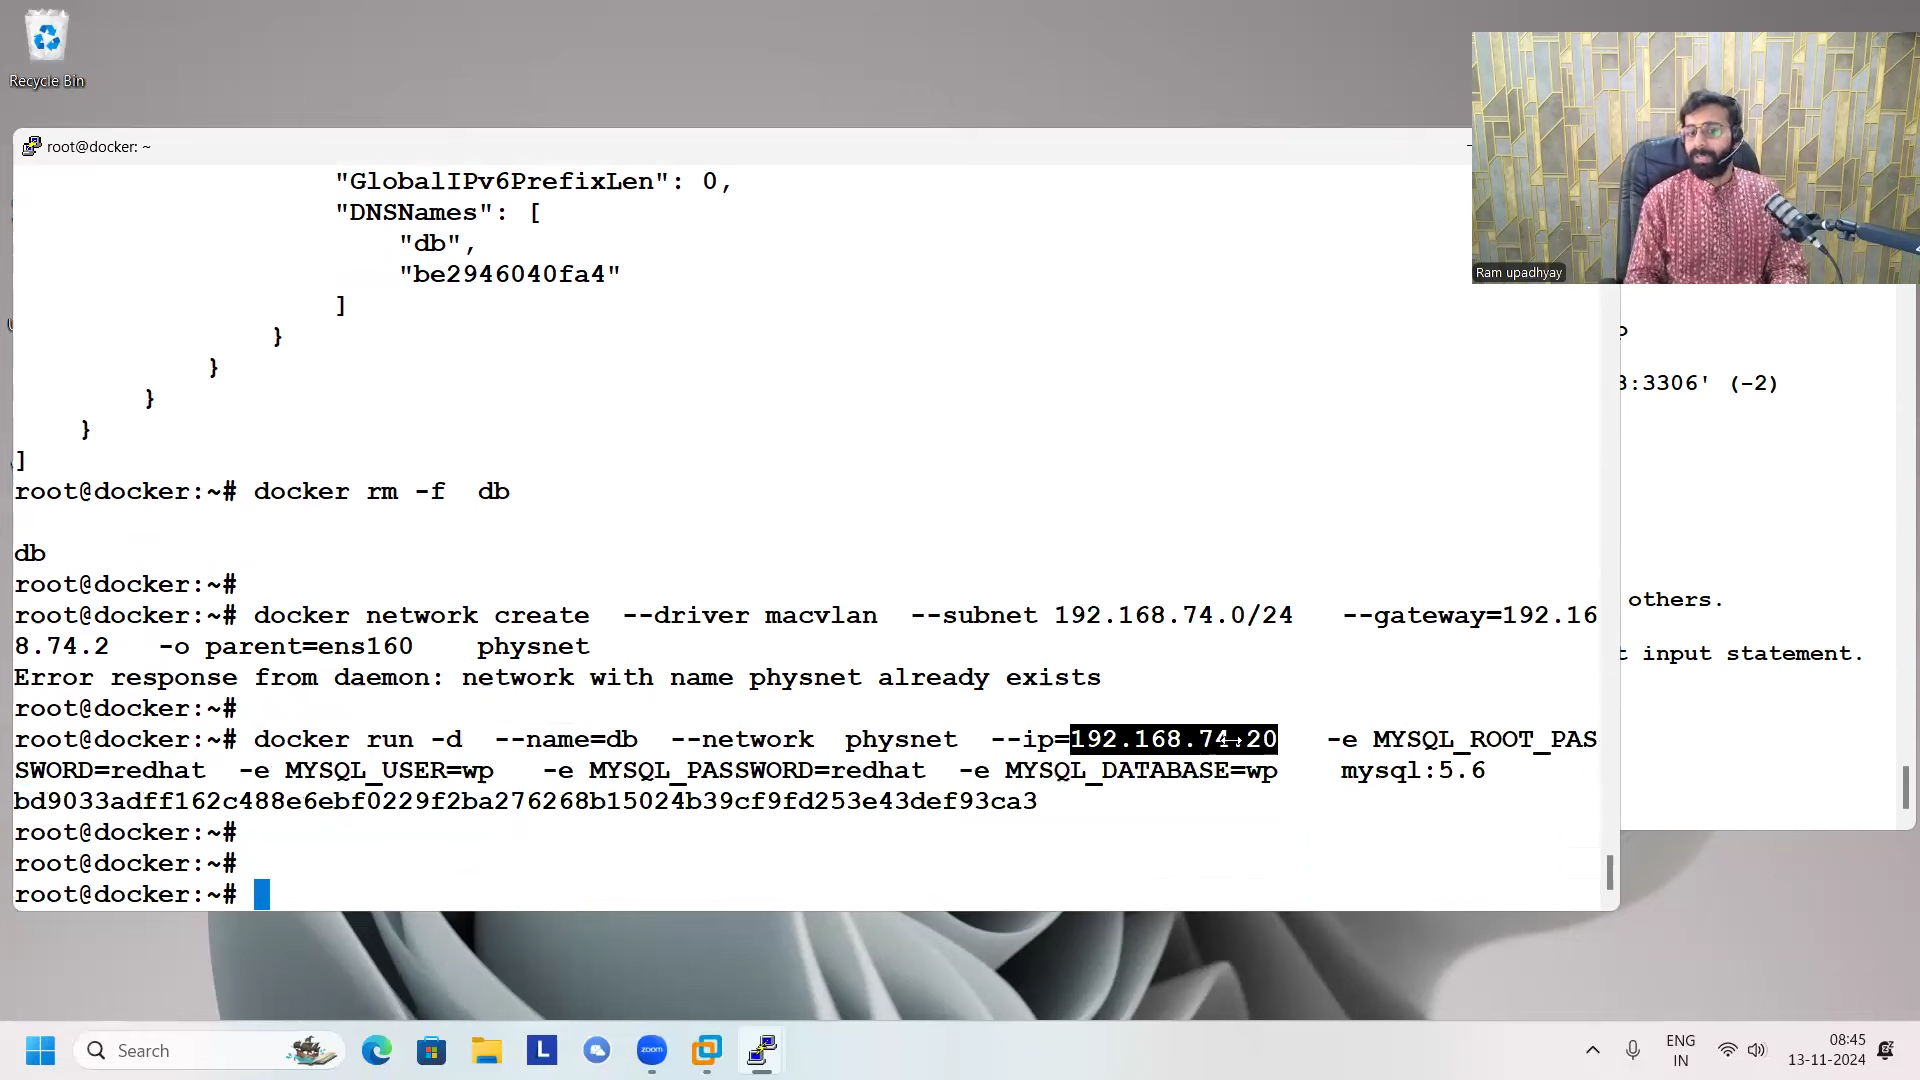 Recycle Bin
root@docker: ~
"GlobalIPv6PrefixLen": 0,
"DNSNames": [
"db",
"be2946040fa4"
]
}
}
}
}
]
root@docker:~# docker rm -f  db
db
root@docker:~#
root@docker:~# docker network create  --driver macvlan  --subnet 192.168.74.0/24   --gateway=192.16
8.74.2   -o parent=ens160    physnet
Error response from daemon: network with name physnet already exists
root@docker:~#
root@docker:~# docker run -d  --name=db  --network  physnet  --ip=192.168.74.20   -e MYSQL_ROOT_PAS
SWORD=redhat  -e MYSQL_USER=wp   -e MYSQL_PASSWORD=redhat  -e MYSQL_DATABASE=wp    mysql:5.6
bd9033adff162c488e6ebf0229f2ba276268b15024b39cf9fd253e43def93ca3
root@docker:~#
root@docker:~#
root@docker:~#
Ram upadhyay
:3306' (-2)
others.
t input statement.
Search
L
zoom
ENG
IN
08:45
13-11-2024